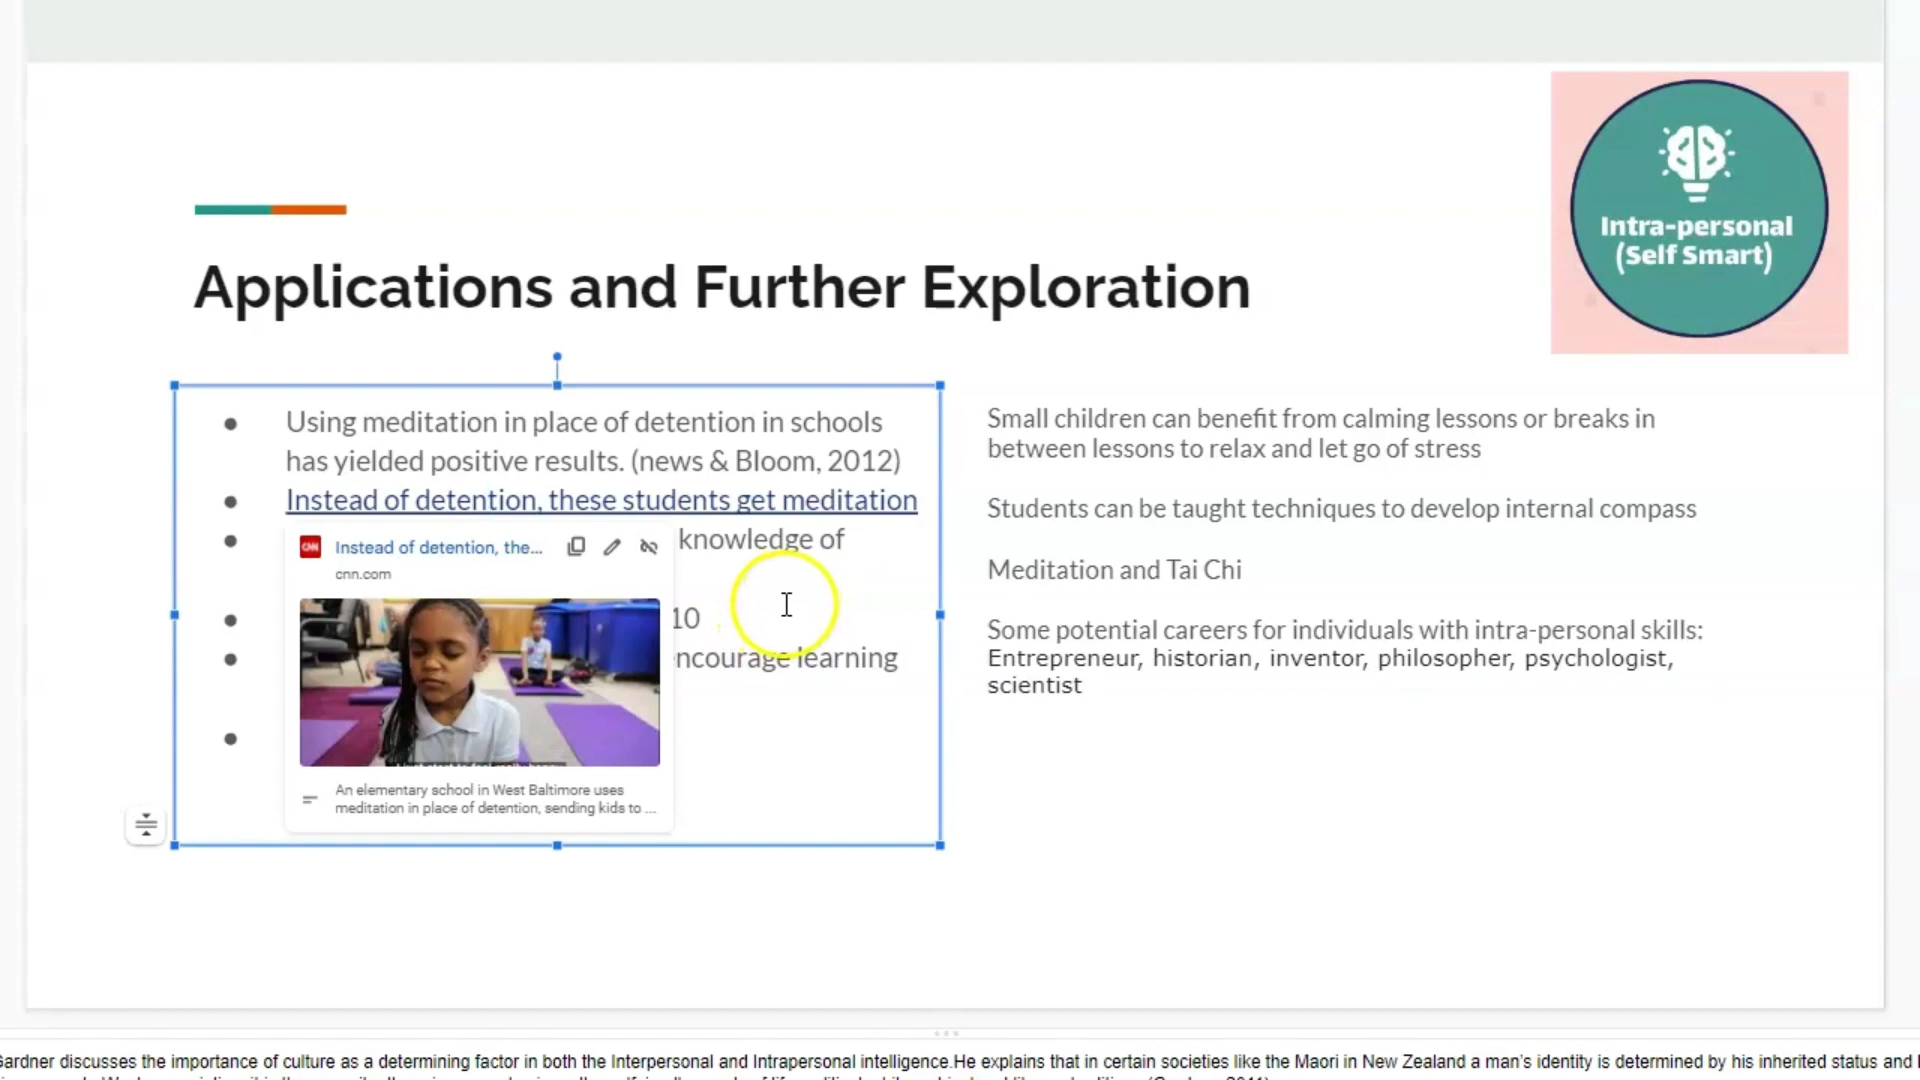 Intra-personal
(Self Smart)
Applications and Further Exploration
Using meditation in place of detention in schools
has yielded positive results. (news & Bloom, 2012)
Instead of detention, these students get meditation
knowledge of
10
encourage learning
CNN
Instead of detention, the...
cnn.com
An elementary school in West Baltimore uses
meditation in place of detention, sending kids to ...
Small children can benefit from calming lessons or breaks in
between lessons to relax and let go of stress
Students can be taught techniques to develop internal compass
Meditation and Tai Chi
Some potential careers for individuals with intra-personal skills:
Entrepreneur, historian, inventor, philosopher, psychologist,
scientist
Gardner discusses the importance of culture as a determining factor in both the Interpersonal and Intrapersonal intelligence.He explains that in certain societies like the Maori in New Zealand a man's identity is determined by his inherited status and